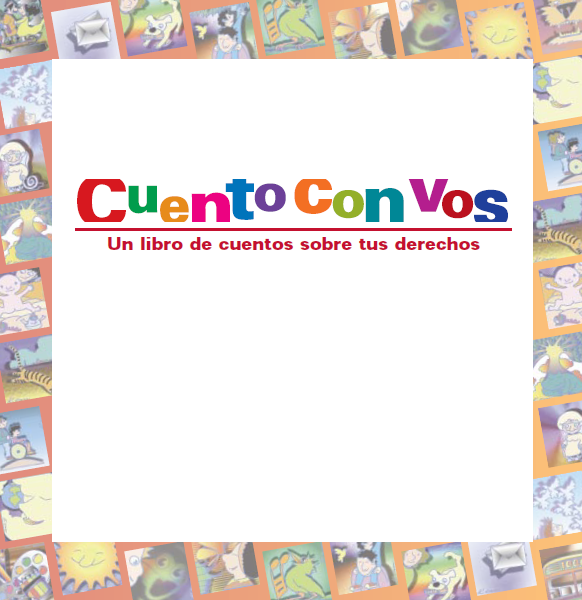 Cuento con vos
Un libro de cuentos sobre tus derechos